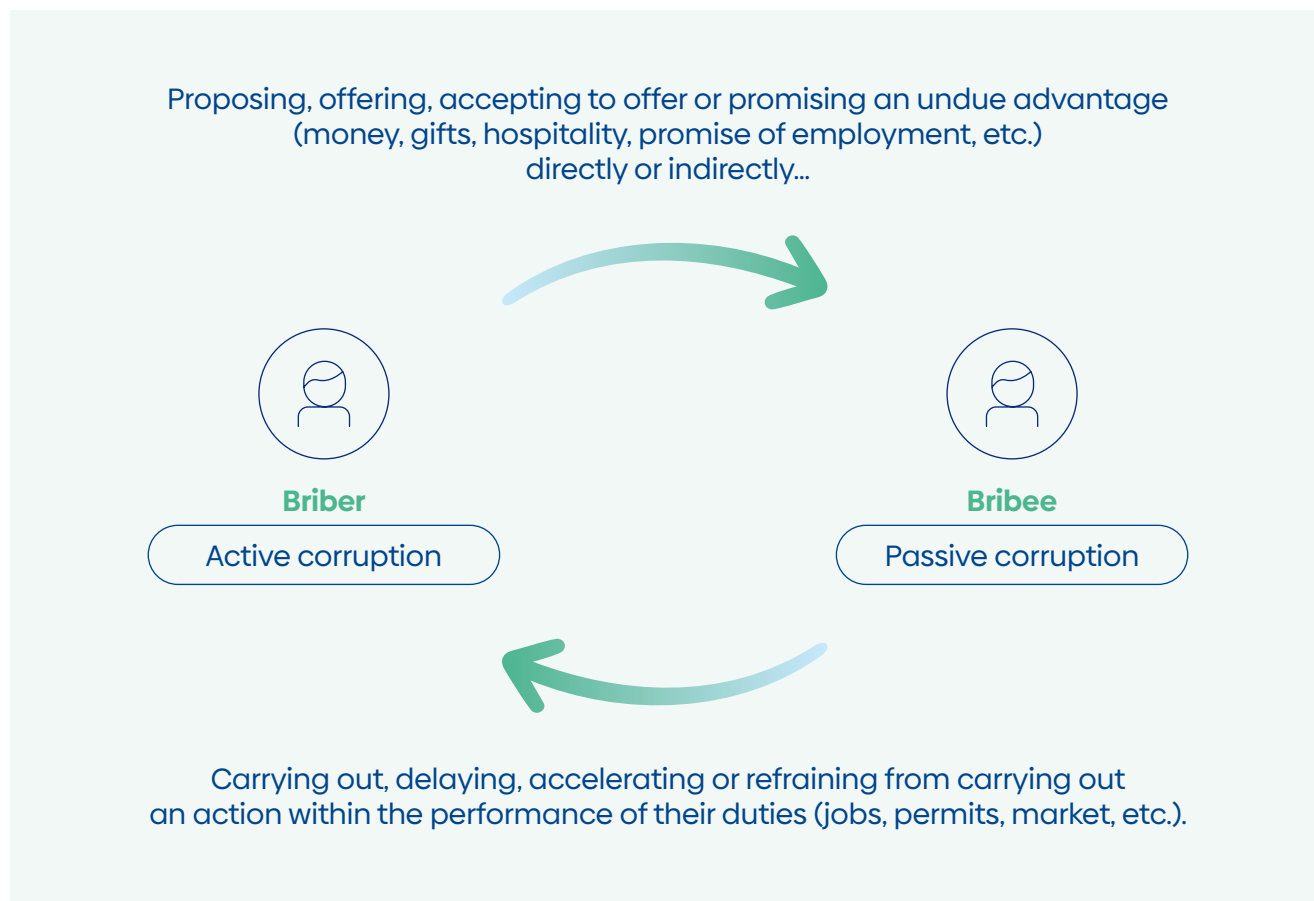 Proposing, offering, accepting to offer or promising an undue advantage
(money, gifts, hospitality, promise of employment, etc.)
directly or indirectly...
Briber
Bribee
Active corruption
Passive corruption
Carrying out, delaying, accelerating or refraining from carrying out
an action within the performance of their duties (jobs, permits, market, etc.).